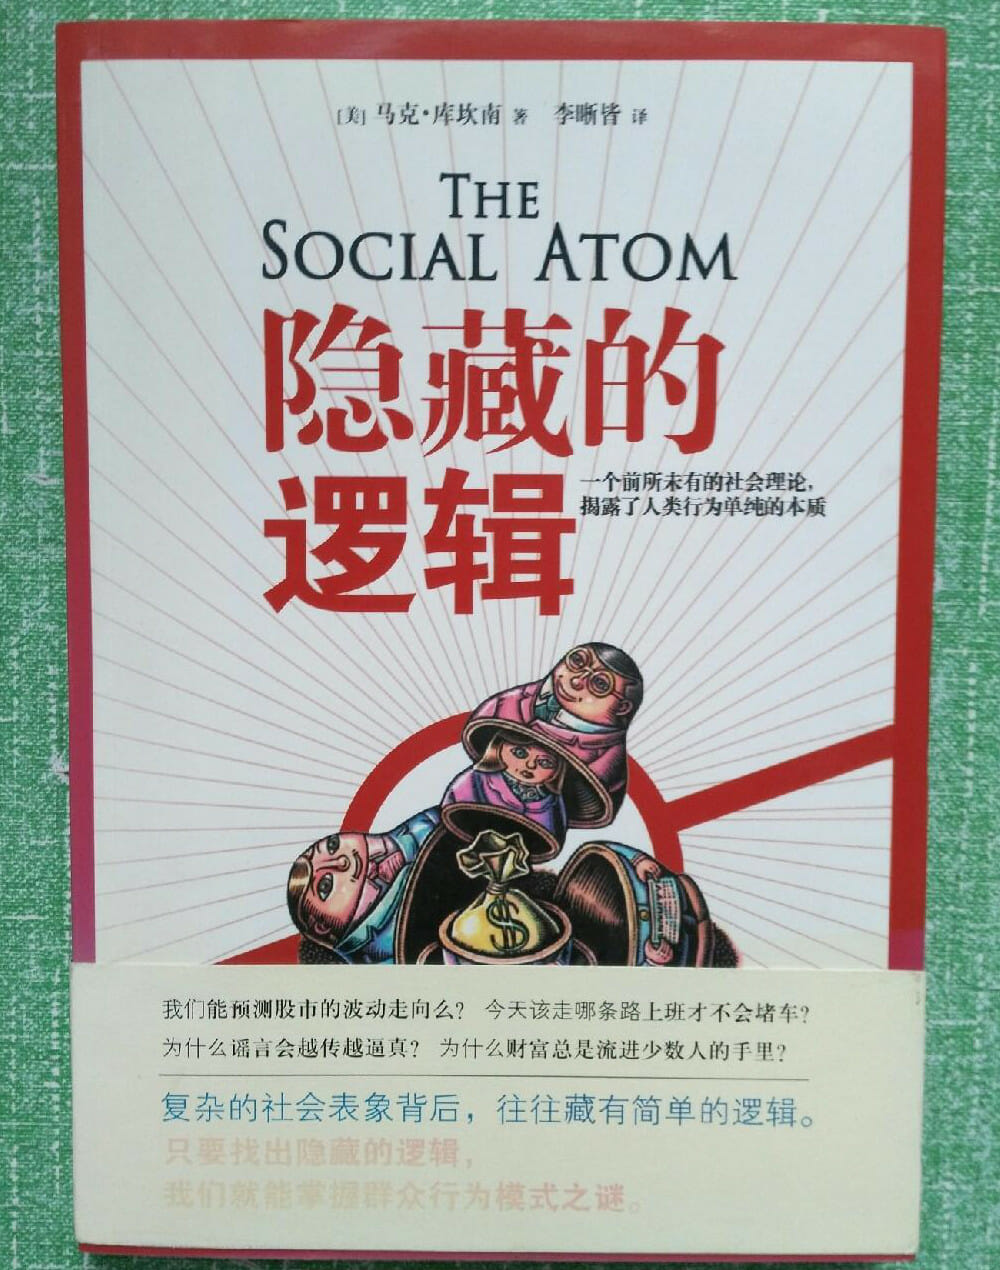 [美] 马克·库坎南 著 李晰皆 译
THE
SOCIAL ATOM
隐藏的
逻辑
一个前所未有的社会理论，
揭露了人类行为单纯的本质
我们能预测股市的波动走向么？ 今天该走哪条路上班才不会堵车？
为什么谣言会越传越逼真？ 为什么财富总是流进少数人的手里？
复杂的社会表象背后，往往藏有简单的逻辑。
只要找出隐藏的逻辑，
我们就能掌握群众行为模式之谜。